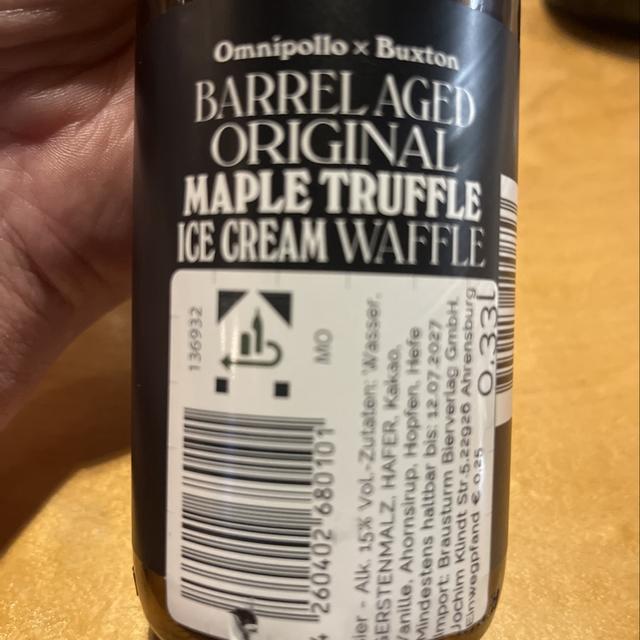 Omnipollo x Buxton
BARREL AGED
ORIGINAL
MAPLE TRUFFLE
ICE CREAM WAFFLE
136932
MO
260402 680101
Alk. 15% Vol.-Zutaten: Wasser,
GERSTENMALZ, HAFER, Kakao,
Vanille, Ahornsirup, Hopfen, Hefe
Mindestens haltbar bis: 12.07.2027
Import: Brausturm Bierverlag GmbH,
Jochim Klindt Str.5,22926 Ahrensburg
Einwegpfand € 0,25
0,33l